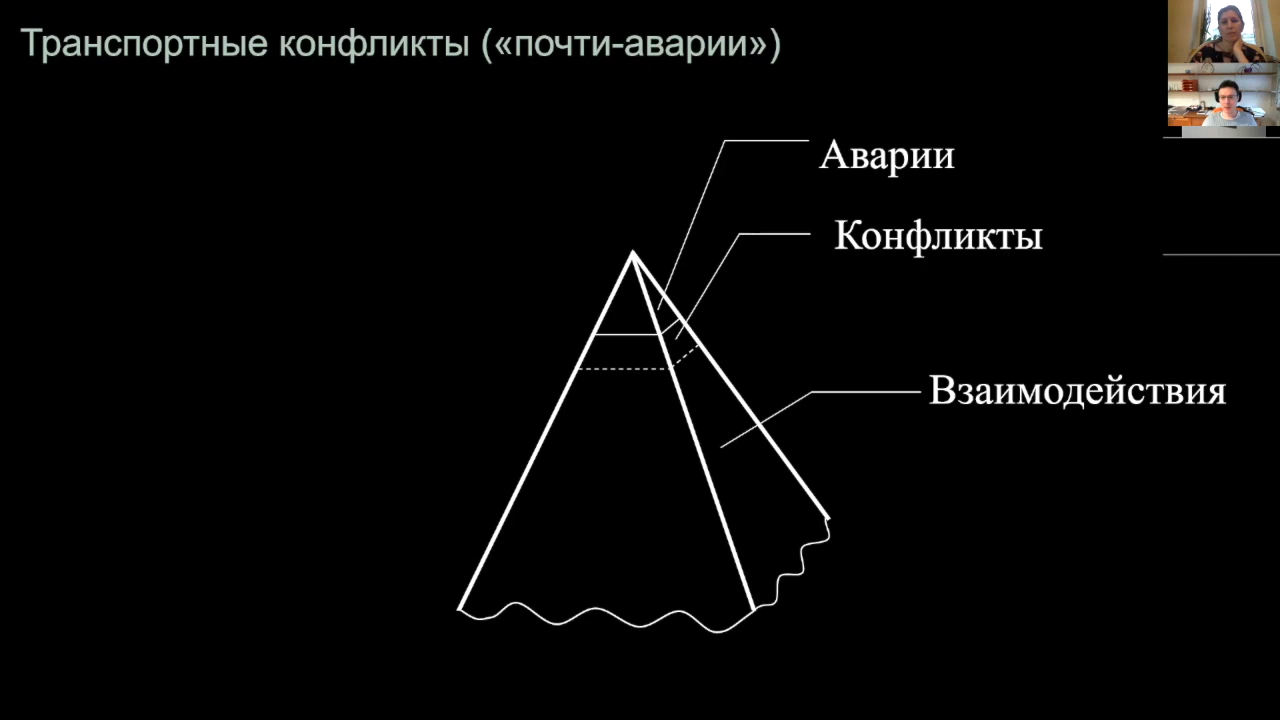 Транспортные конфликты («почти-аварии»)
Аварии
Конфликты
Взаимодействия